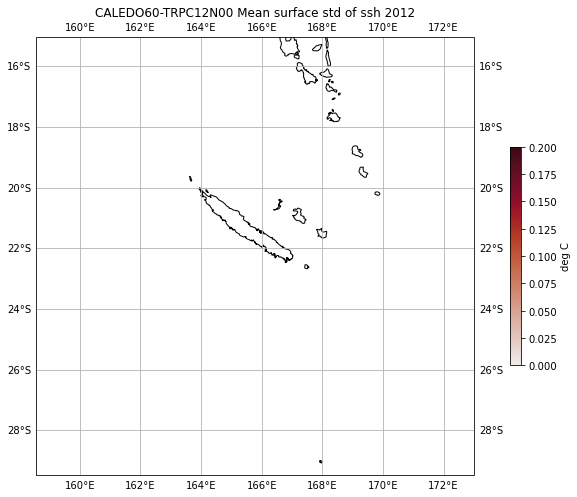 CALEDO60-TRPC12N00 Mean surface std of ssh 2012
160°E 162°E 164°E 166°E 168°E 170°E 172°E
16°S 16°S
18°S 18°S
20°S 20°S
22°S 22°S
24°S 24°S
26°S 26°S
28°S 28°S
160°E 162°E 164°E 166°E 168°E 170°E 172°E
0.200
0.175
0.150
0.125
0.100
0.075
0.050
0.025
0.000
deg C